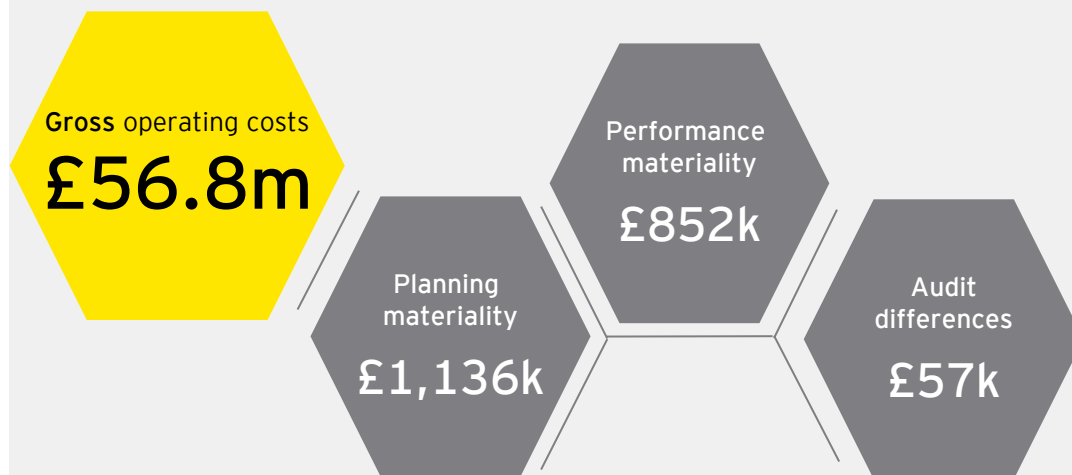 Gross operating costs
£56.8m
Planning
materiality
£1,136k
Performance
materiality
£852k
Audit
differences
£57k